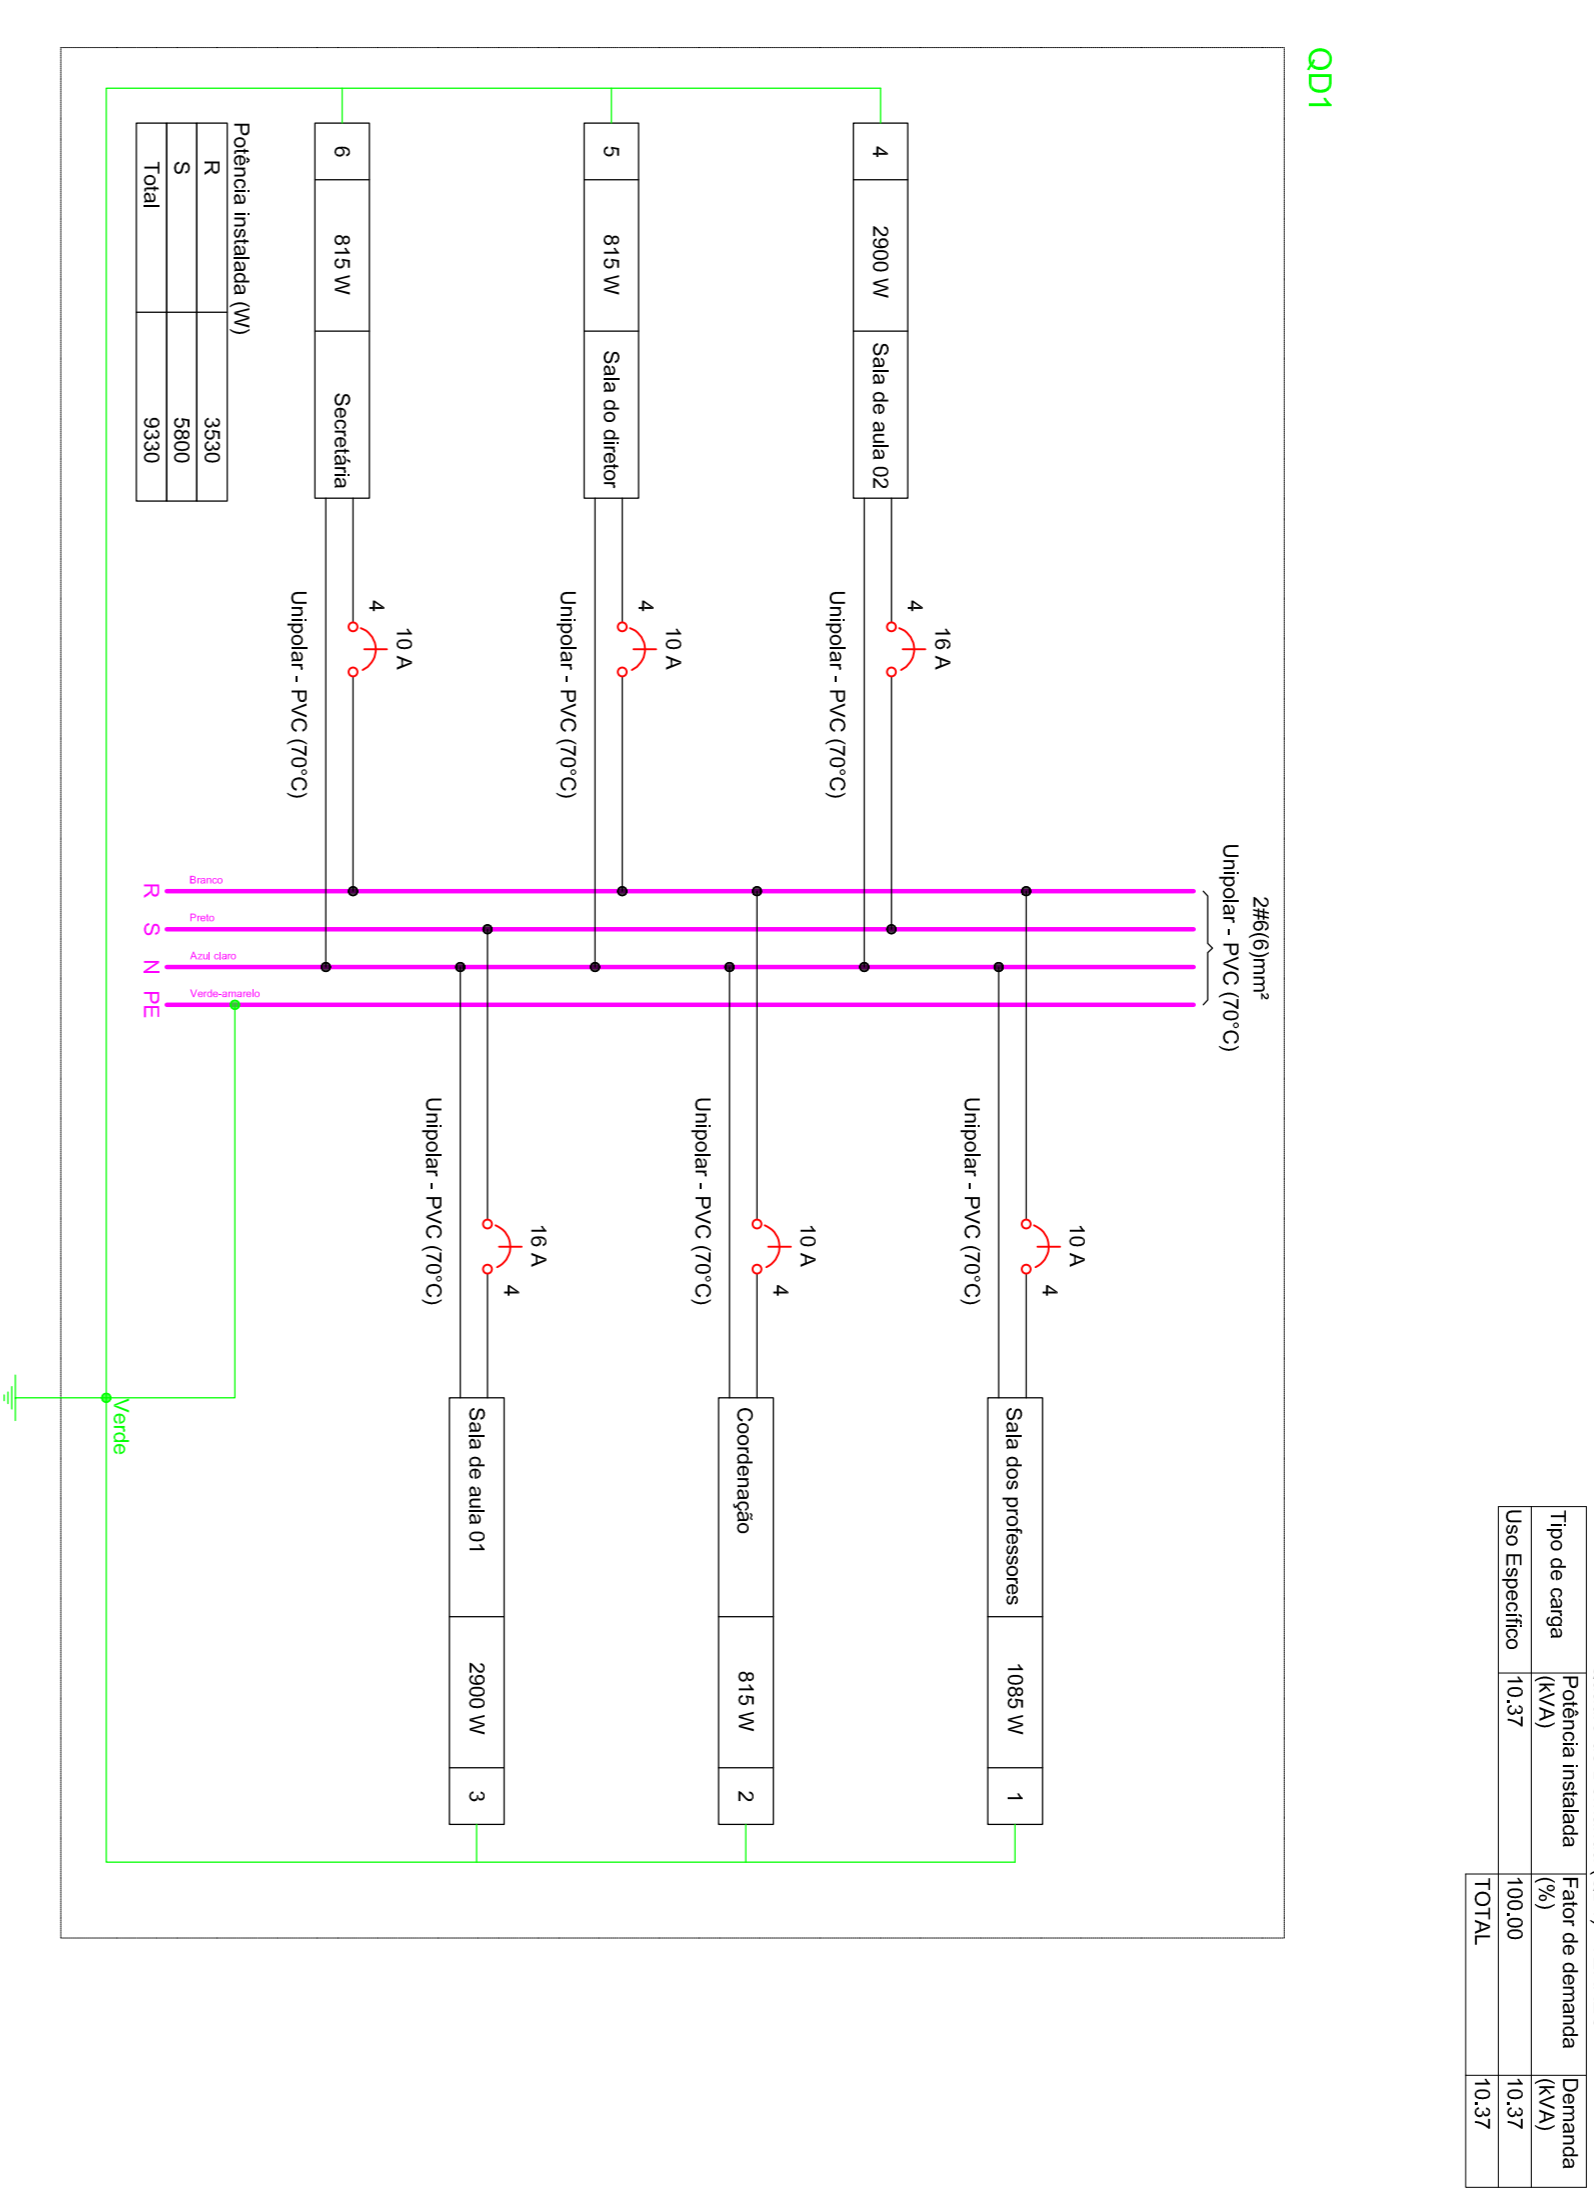 Tipo de carga
Potência instalada
(kVA)
Fator de demanda
(%)
Demanda
(kVA)
Uso Específico
10.37
100.00
10.37
TOTAL
10.37
QD1
2#6(6)mm²
Unipolar - PVC (70°C)
10 A
4
Unipolar - PVC (70°C)
Sala dos professores
1085 W
1
4
2900 W
Sala de aula 02
16 A
4
Unipolar - PVC (70°C)
10 A
4
Unipolar - PVC (70°C)
Coordenação
815 W
2
5
815 W
Sala do diretor
10 A
4
Unipolar - PVC (70°C)
16 A
4
Unipolar - PVC (70°C)
Sala de aula 01
2900 W
3
6
815 W
Secretária
10 A
4
Unipolar - PVC (70°C)
Potência instalada (W)
R 3530
S 5800
Total 9330
Branco
Preto
Azul claro
Verde-amarelo
R
S
N
PE
Verde